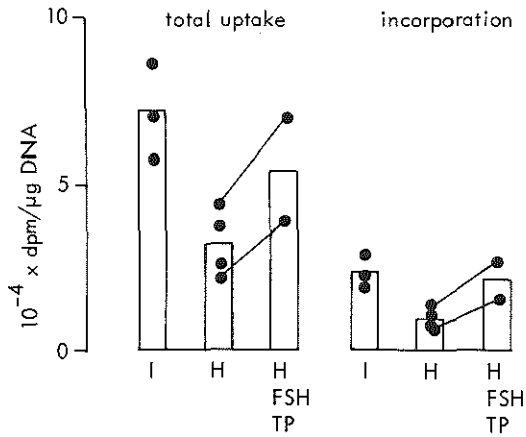 total uptake incorporation
10
5
0
10⁻⁴ x dpm/µg DNA
I H H I H H
FSH FSH
TP TP